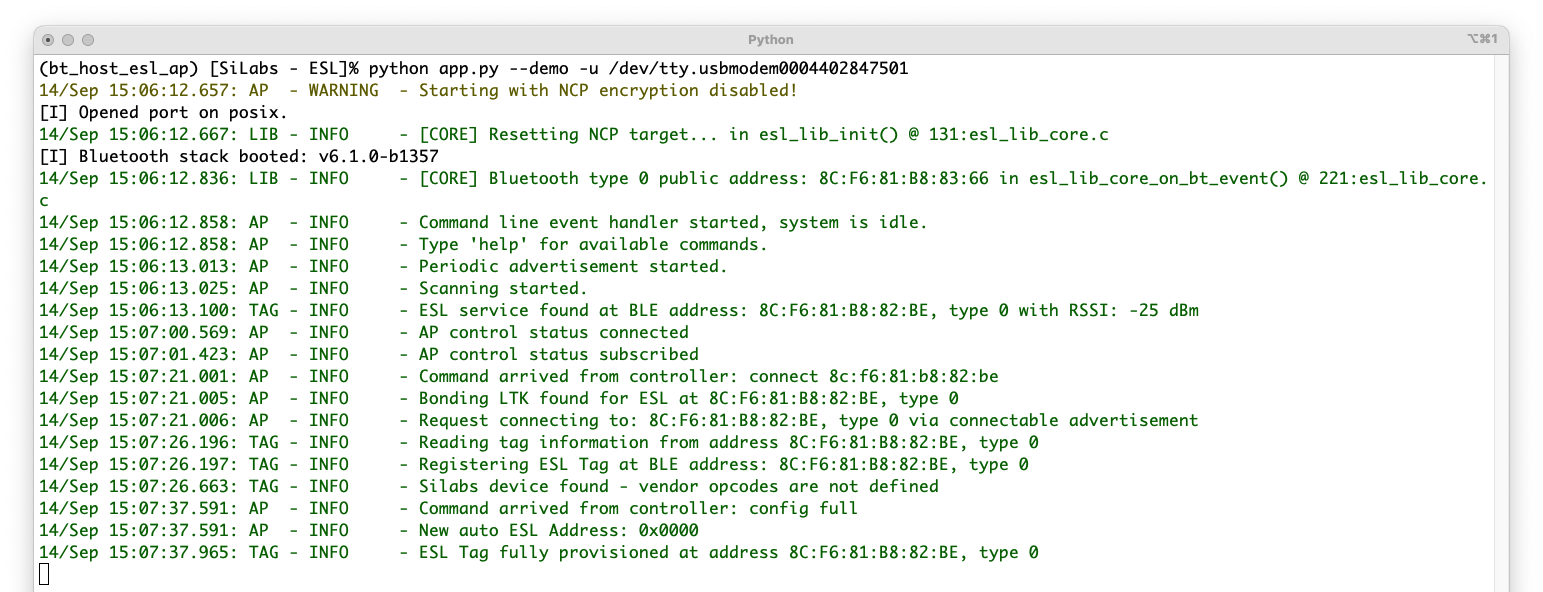 Python
⌥⌘1
(bt_host_esl_ap) [SiLabs - ESL]% python app.py --demo -u /dev/tty.usbmodem0004402847501
14/Sep 15:06:12.657: AP  - WARNING  - Starting with NCP encryption disabled!
[I] Opened port on posix.
14/Sep 15:06:12.667: LIB - INFO     - [CORE] Resetting NCP target... in esl_lib_init() @ 131:esl_lib_core.c
[I] Bluetooth stack booted: v6.1.0-b1357
14/Sep 15:06:12.836: LIB - INFO     - [CORE] Bluetooth type 0 public address: 8C:F6:81:B8:83:66 in esl_lib_core_on_bt_event() @ 221:esl_lib_core.
c
14/Sep 15:06:12.858: AP  - INFO     - Command line event handler started, system is idle.
14/Sep 15:06:12.858: AP  - INFO     - Type 'help' for available commands.
14/Sep 15:06:13.013: AP  - INFO     - Periodic advertisement started.
14/Sep 15:06:13.025: AP  - INFO     - Scanning started.
14/Sep 15:06:13.100: TAG - INFO     - ESL service found at BLE address: 8C:F6:81:B8:82:BE, type 0 with RSSI: -25 dBm
14/Sep 15:07:00.569: AP  - INFO     - AP control status connected
14/Sep 15:07:01.423: AP  - INFO     - AP control status subscribed
14/Sep 15:07:21.001: AP  - INFO     - Command arrived from controller: connect 8c:f6:81:b8:82:be
14/Sep 15:07:21.005: AP  - INFO     - Bonding LTK found for ESL at 8C:F6:81:B8:82:BE, type 0
14/Sep 15:07:21.006: AP  - INFO     - Request connecting to: 8C:F6:81:B8:82:BE, type 0 via connectable advertisement
14/Sep 15:07:26.196: TAG - INFO     - Reading tag information from address 8C:F6:81:B8:82:BE, type 0
14/Sep 15:07:26.197: TAG - INFO     - Registering ESL Tag at BLE address: 8C:F6:81:B8:82:BE, type 0
14/Sep 15:07:26.663: TAG - INFO     - Silabs device found - vendor opcodes are not defined
14/Sep 15:07:37.591: AP  - INFO     - Command arrived from controller: config full
14/Sep 15:07:37.591: AP  - INFO     - New auto ESL Address: 0x0000
14/Sep 15:07:37.965: TAG - INFO     - ESL Tag fully provisioned at address 8C:F6:81:B8:82:BE, type 0